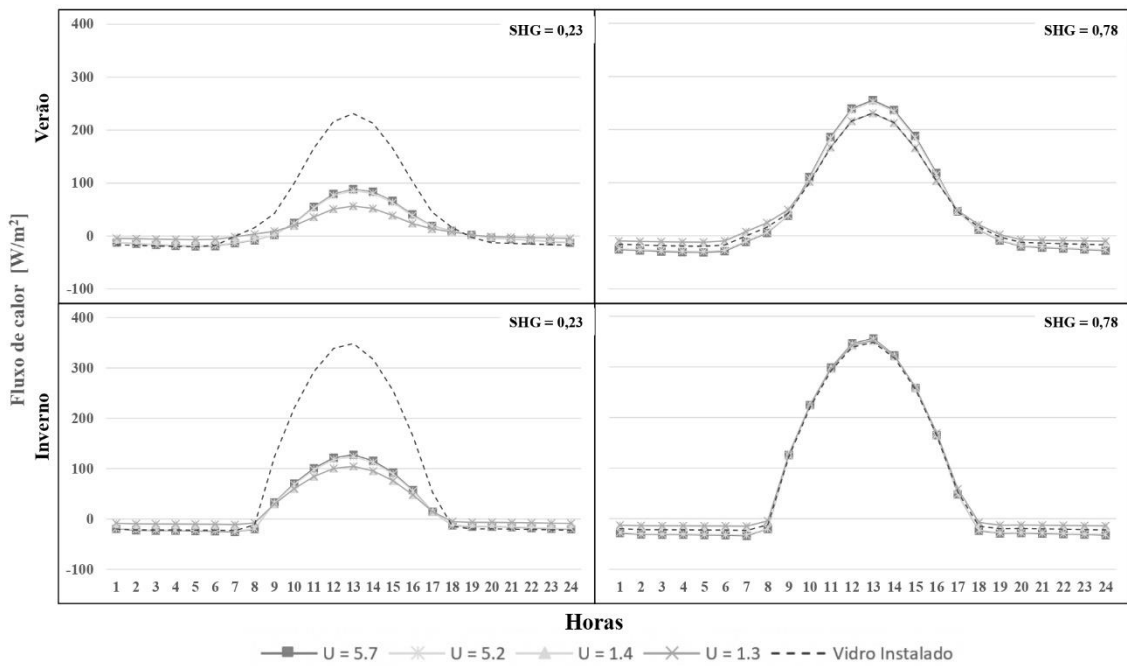 400
SHG = 0,23
SHG = 0,78
300
200
100
0
-100
Verão
Fluxo de calor [W/m²]
400
SHG = 0,23
SHG = 0,78
300
200
100
0
-100
Inverno
1 2 3 4 5 6 7 8 9 10 11 12 13 14 15 16 17 18 19 20 21 22 23 24
1 2 3 4 5 6 7 8 9 10 11 12 13 14 15 16 17 18 19 20 21 22 23 24
Horas
U = 5.7 U = 5.2 U = 1.4 U = 1.3 Vidro Instalado